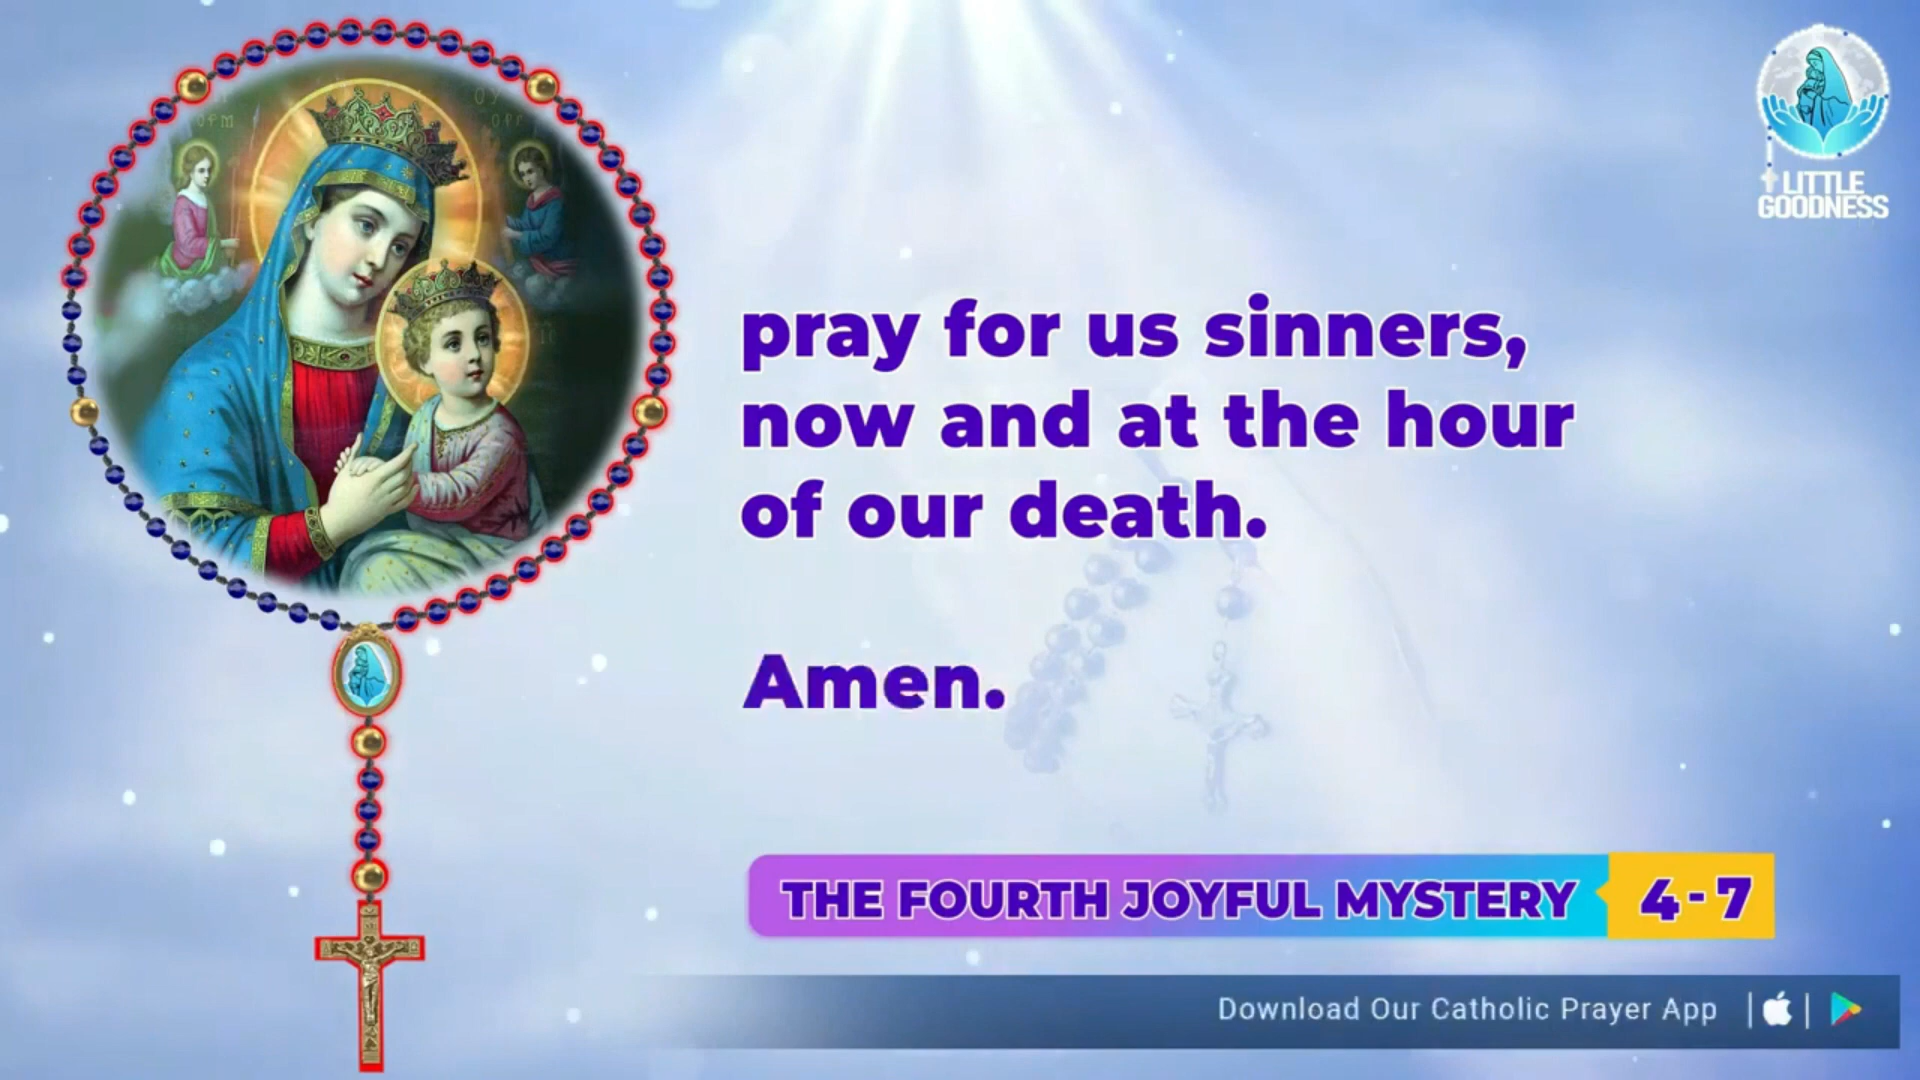 LITTLE
GOODNESS
pray for us sinners,
now and at the hour
of our death.
Amen.
THE FOURTH JOYFUL MYSTERY
4-7
Download Our Catholic Prayer App